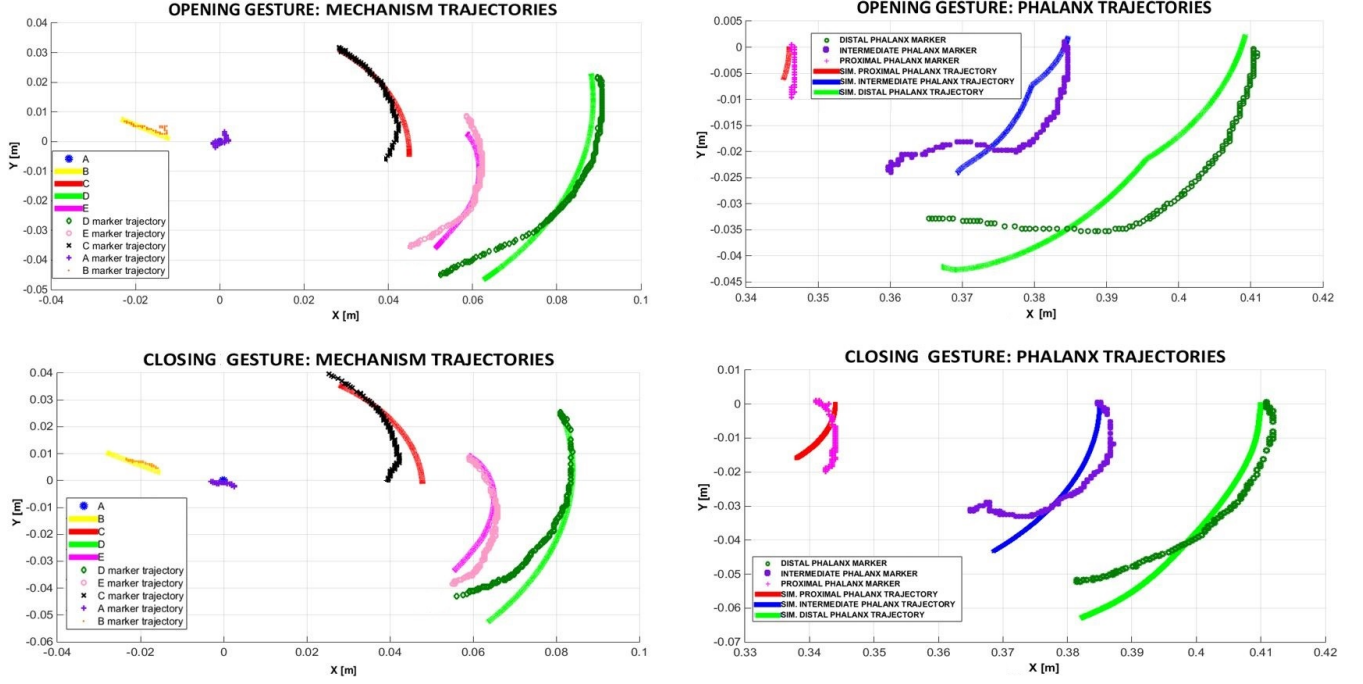 OPENING GESTURE: MECHANISM TRAJECTORIES
0.04
0.03
0.02
0.01
0
-0.01
-0.02
-0.03
-0.04
-0.05
Y [m]
A
B
C
D
E
D marker trajectory
E marker trajectory
C marker trajectory
A marker trajectory
B marker trajectory
-0.04 -0.02 0 0.02 0.04 0.06 0.08 0.1
X [m]
OPENING GESTURE: PHALANX TRAJECTORIES
0.005
0
-0.005
-0.01
-0.015
-0.02
-0.025
-0.03
-0.035
-0.04
-0.045
Y [m]
DISTAL PHALANX MARKER
INTERMEDIATE PHALANX MARKER
PROXIMAL PHALANX MARKER
SIM. PROXIMAL PHALANX TRAJECTORY
SIM. INTERMEDIATE PHALANX TRAJECTORY
SIM. DISTAL PHALANX TRAJECTORY
0.34 0.35 0.36 0.37 0.38 0.39 0.4 0.41 0.42
X [m]
CLOSING GESTURE: MECHANISM TRAJECTORIES
0.04
0.03
0.02
0.01
0
-0.01
-0.02
-0.03
-0.04
-0.05
-0.06
Y [m]
A
B
C
D
E
D marker trajectory
E marker trajectory
C marker trajectory
A marker trajectory
B marker trajectory
-0.04 -0.02 0 0.02 0.04 0.06 0.08 0.1
X [m]
CLOSING GESTURE: PHALANX TRAJECTORIES
0.01
0
-0.01
-0.02
-0.03
-0.04
-0.05
-0.06
-0.07
Y [m]
DISTAL PHALANX MARKER
INTERMEDIATE PHALANX MARKER
PROXIMAL PHALANX MARKER
SIM. PROXIMAL PHALANX TRAJECTORY
SIM. INTERMEDIATE PHALANX TRAJECTORY
SIM. DISTAL PHALANX TRAJECTORY
0.33 0.34 0.35 0.36 0.37 0.38 0.39 0.4 0.41 0.42
X [m]